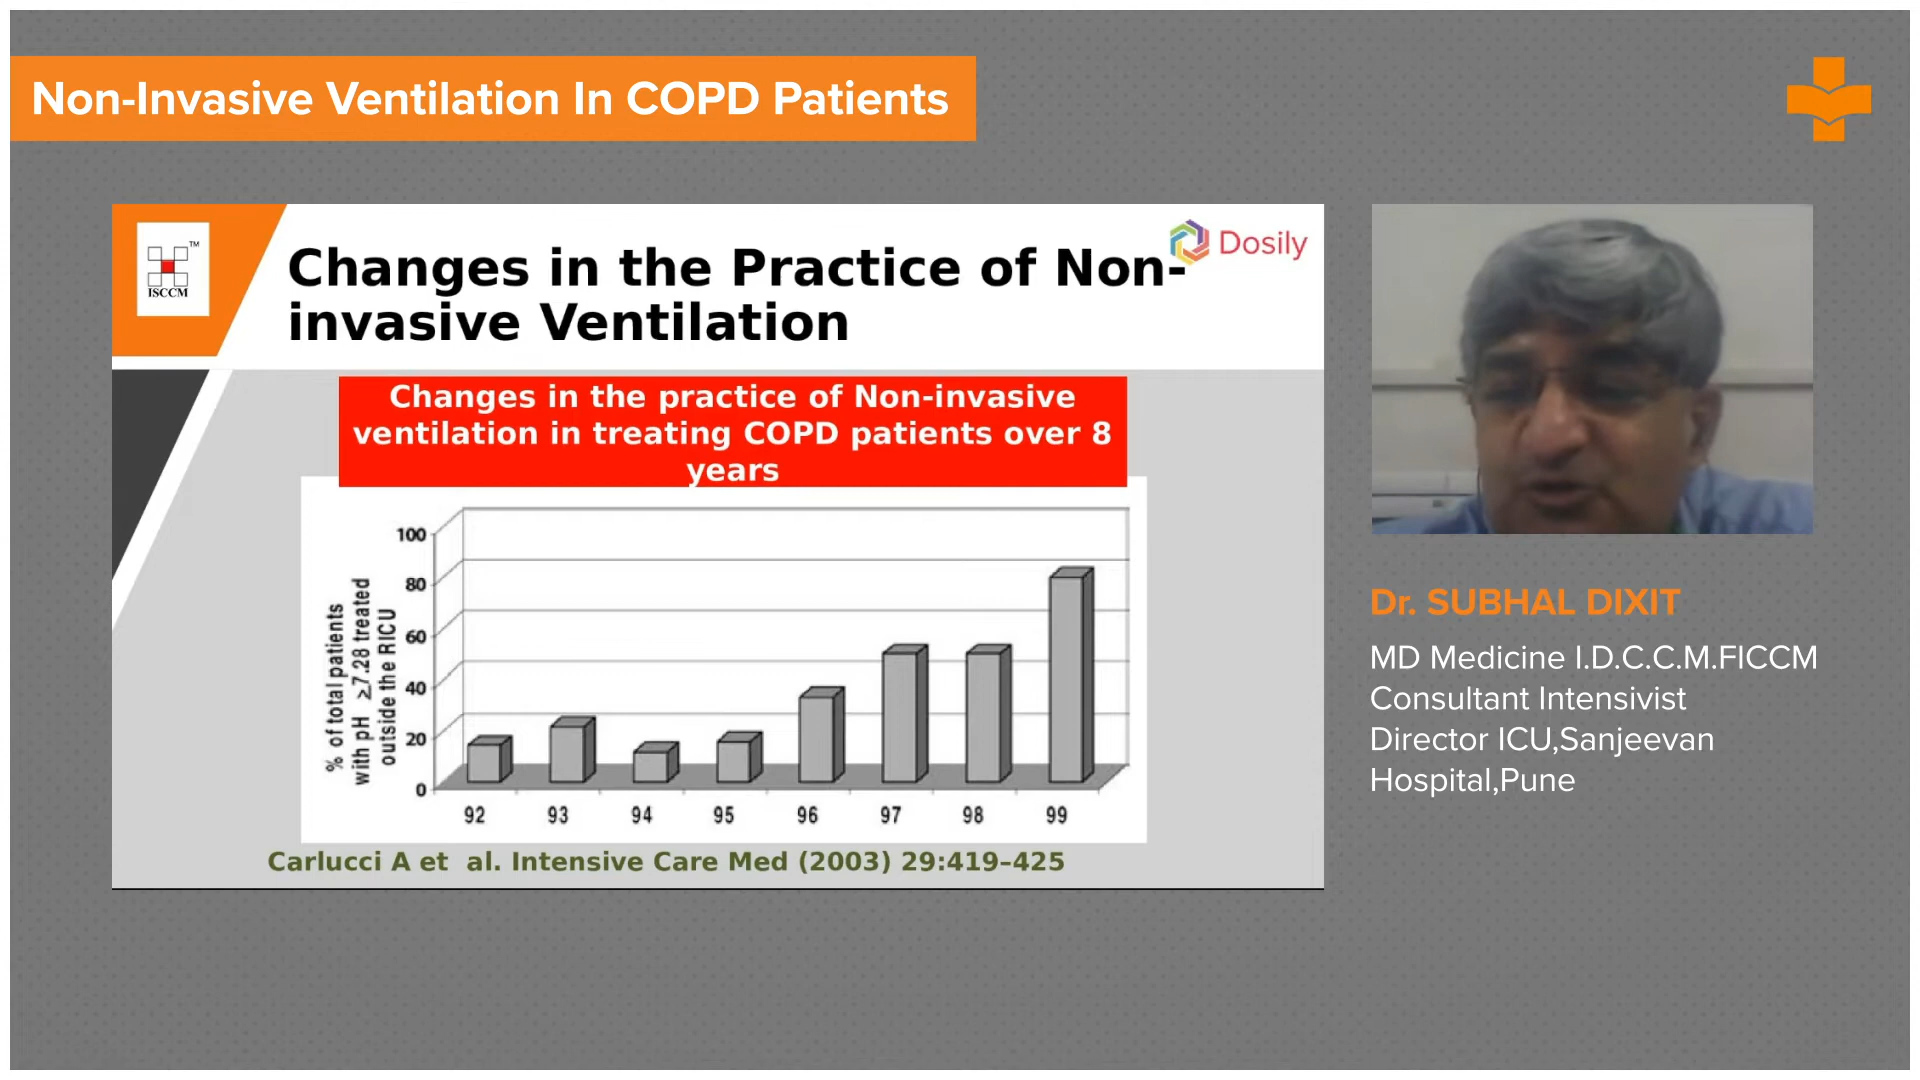 Non-Invasive Ventilation In COPD Patients
TM
ISCCM
Dosily
Changes in the Practice of Non-
invasive Ventilation
Changes in the practice of Non-invasive
ventilation in treating COPD patients over 8
years
% of total patients
with pH ≥7.28 treated
outside the RICU
100
80
60
40
20
0
92 93 94 95 96 97 98 99
Carlucci A et al. Intensive Care Med (2003) 29:419–425
Dr. SUBHAL DIXIT
MD Medicine I.D.C.C.M.FICCM
Consultant Intensivist
Director ICU,Sanjeevan
Hospital,Pune